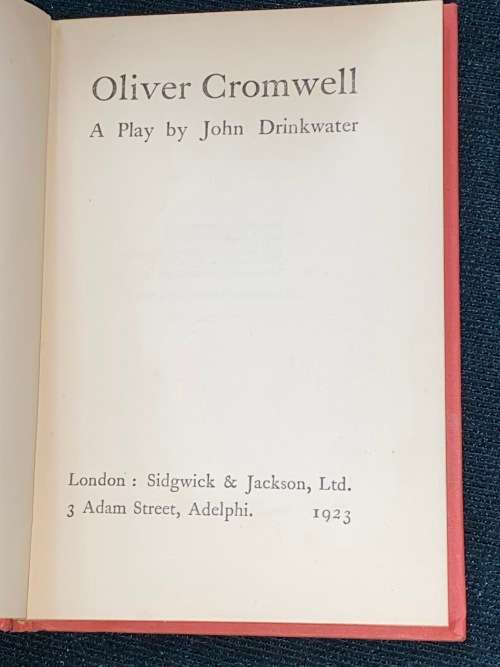 Oliver Cromwell
A Play by John Drinkwater
London : Sidgwick & Jackson, Ltd.
3 Adam Street, Adelphi. 1923